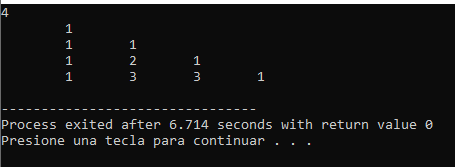 4
1
1 1
1 2 1
1 3 3 1
--------------------------------
Process exited after 6.714 seconds with return value 0
Presione una tecla para continuar . . .